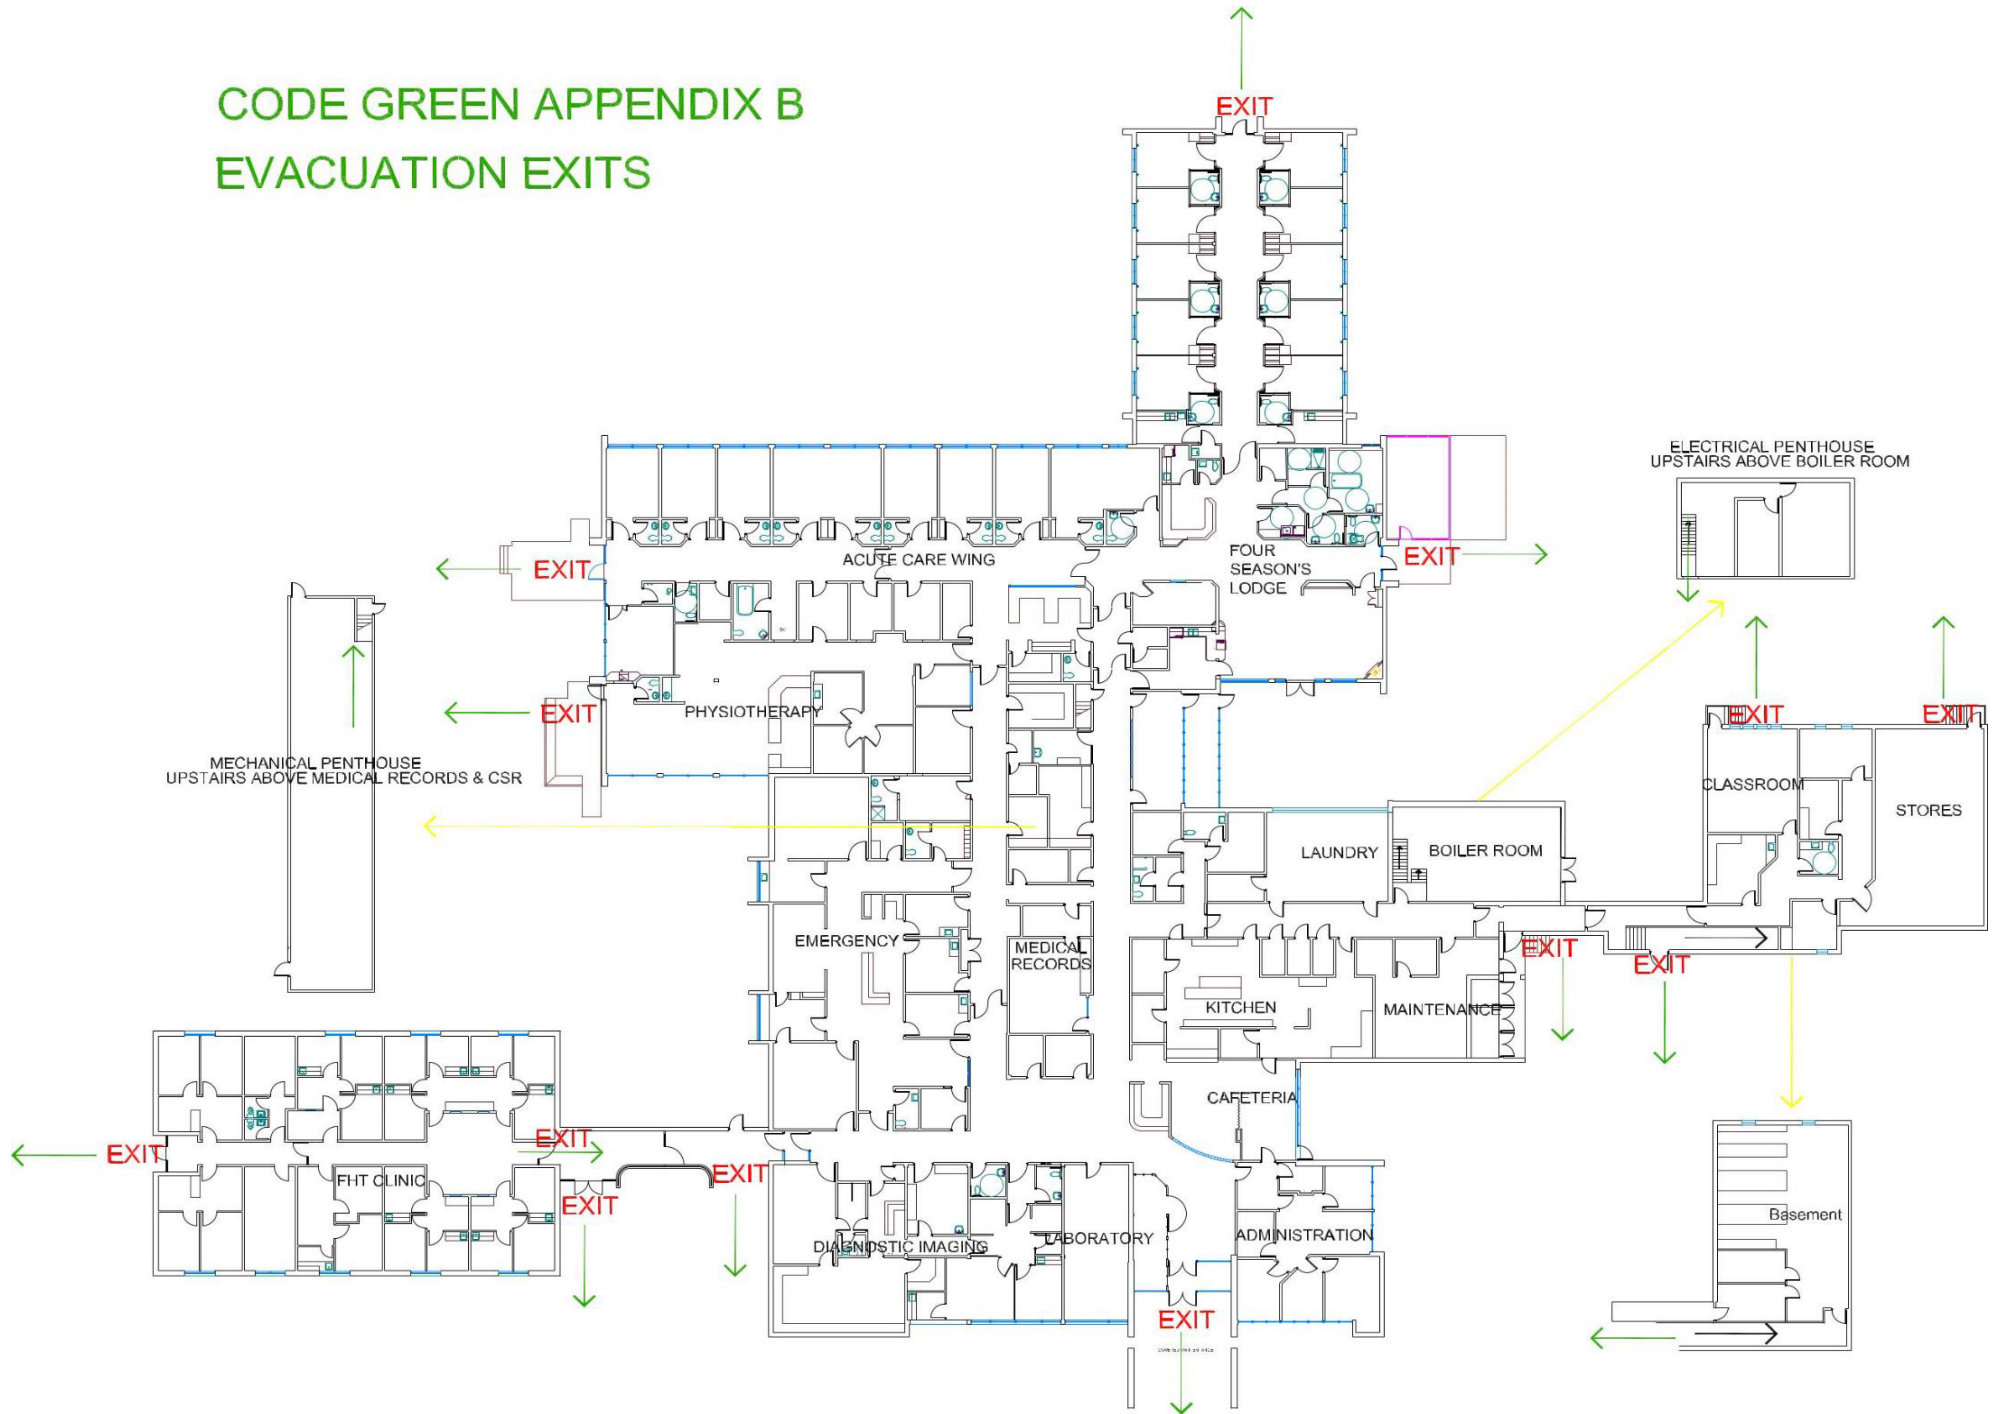 CODE GREEN APPENDIX B
EVACUATION EXITS
EXIT
ELECTRICAL PENTHOUSE
UPSTAIRS ABOVE BOILER ROOM
EXIT
ACUTE CARE WING
FOUR
SEASON'S
LODGE
EXIT
EXIT
PHYSIOTHERAPY
EXIT
EXIT
MECHANICAL PENTHOUSE
UPSTAIRS ABOVE MEDICAL RECORDS & CSR
CLASSROOM
STORES
LAUNDRY
BOILER ROOM
EMERGENCY
MEDICAL
RECORDS
EXIT
EXIT
KITCHEN
MAINTENANCE
CAFETERIA
EXIT
EXIT
EXIT
FHT CLINIC
EXIT
DIAGNOSTIC IMAGING
LABORATORY
ADMINISTRATION
Basement
EXIT